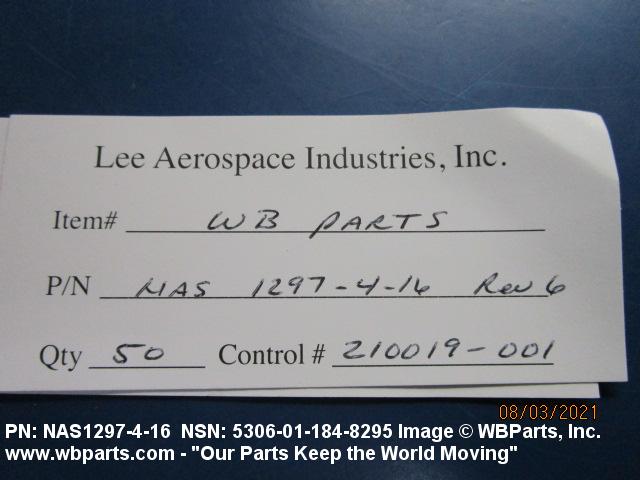 Lee Aerospace Industries, Inc.
Item# WB PARTS
P/N NAS 1297-4-16 Rev 6
Qty 50 Control # 210019-001
08/03/2021
PN: NAS1297-4-16 NSN: 5306-01-184-8295 Image © WBParts, Inc.
www.wbparts.com - "Our Parts Keep the World Moving"